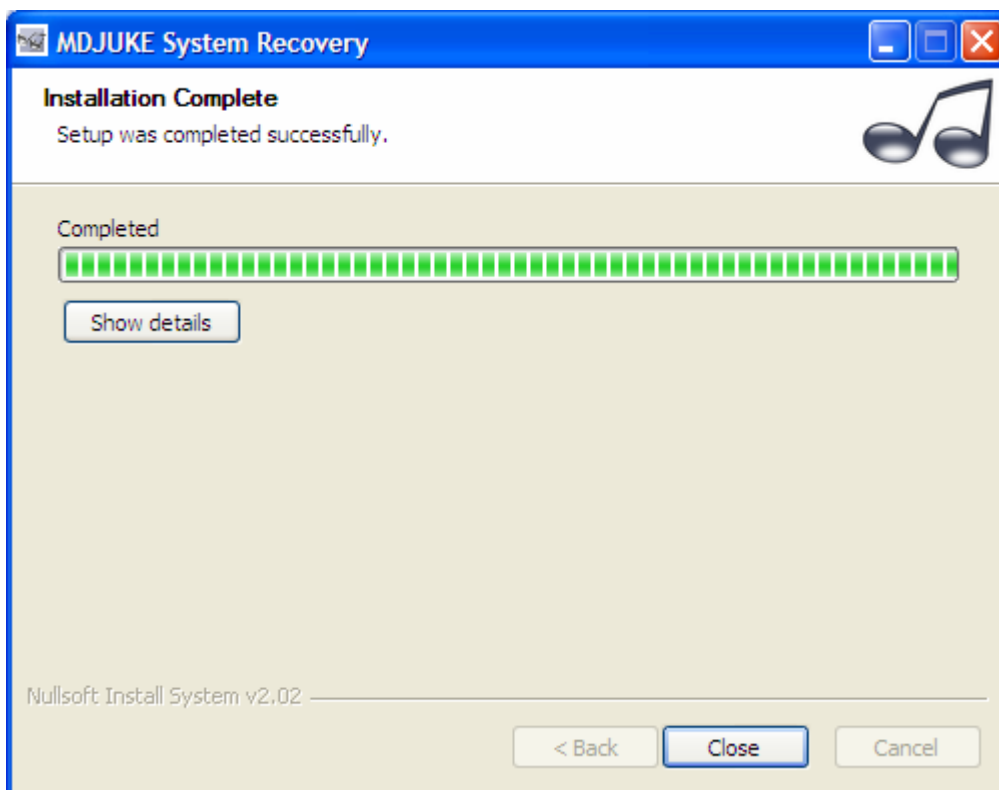 MDJUKE System Recovery
Installation Complete
Setup was completed successfully.
Completed
Show details
Nullsoft Install System v2.02
< Back
Close
Cancel